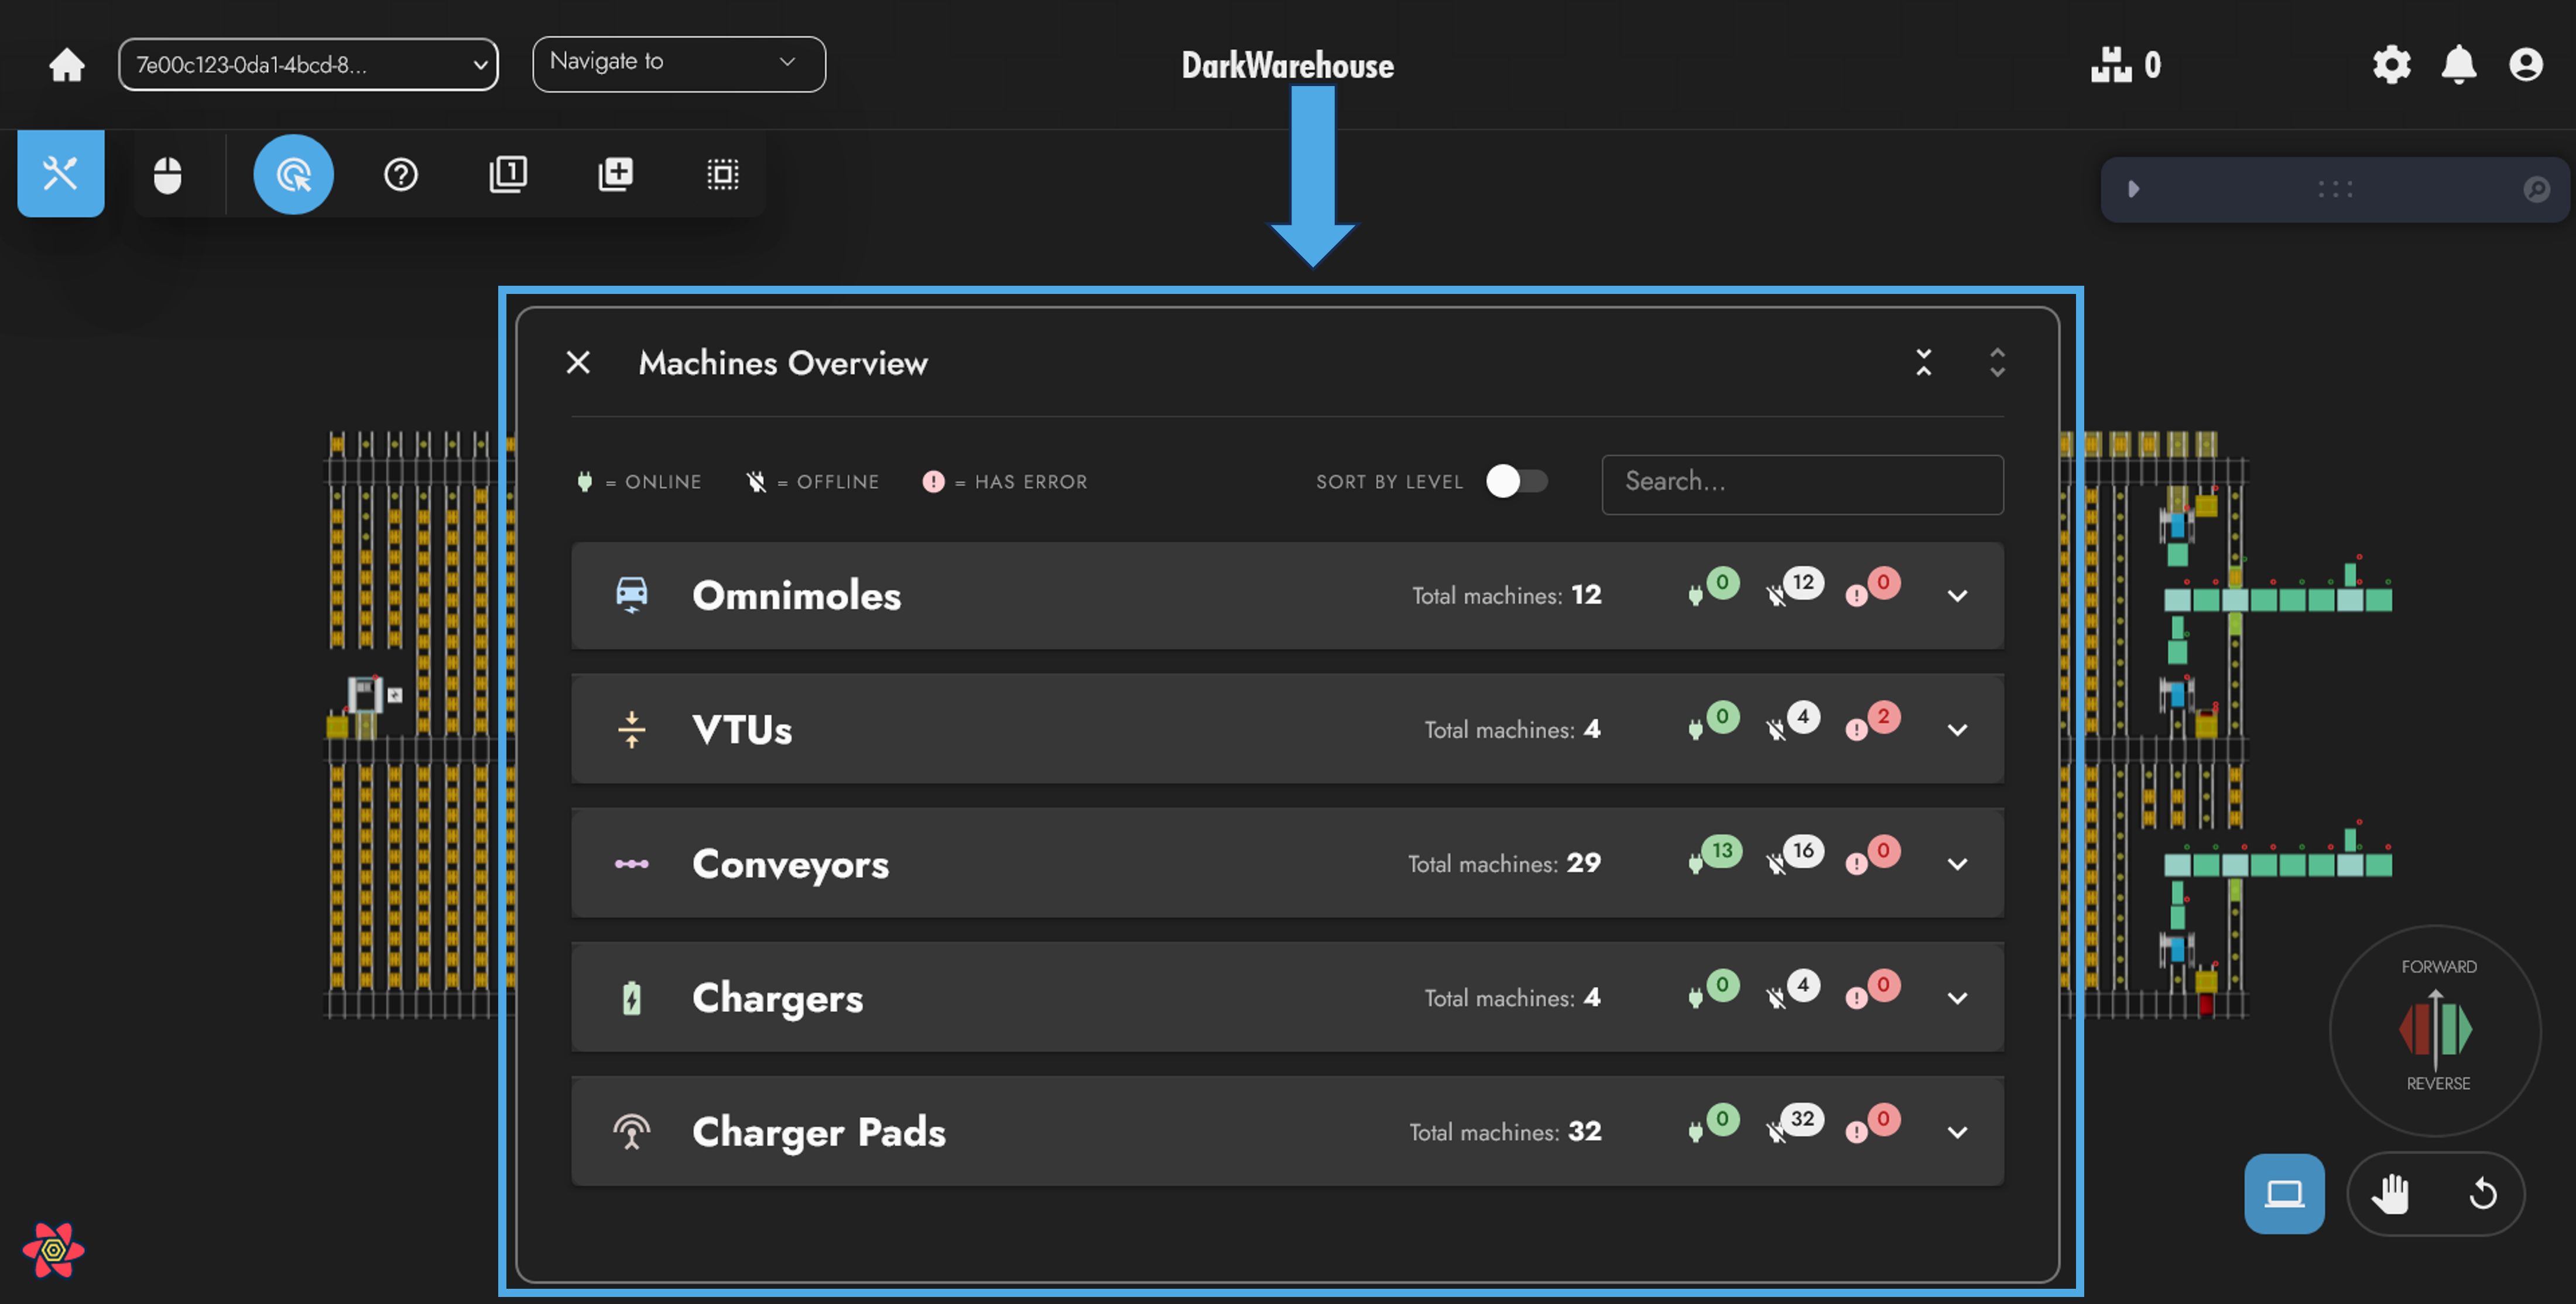 7e00c123-0da1-4bcd-8...
Navigate to
DarkWarehouse
0
1
Machines Overview
= ONLINE
= OFFLINE
= HAS ERROR
SORT BY LEVEL
Search...
Omnimoles
Total machines: 12
0
12
0
VTUs
Total machines: 4
0
4
2
Conveyors
Total machines: 29
13
16
0
Chargers
Total machines: 4
0
4
0
Charger Pads
Total machines: 32
0
32
0
FORWARD
REVERSE